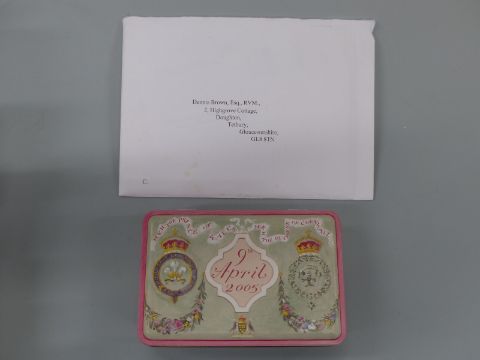 Dennis Brown, Esq., RVM.,
2, Highgrove Cottage,
Doughton,
Tetbury,
Gloucestershire,
GL8 8TN
C.
9th
April
2005